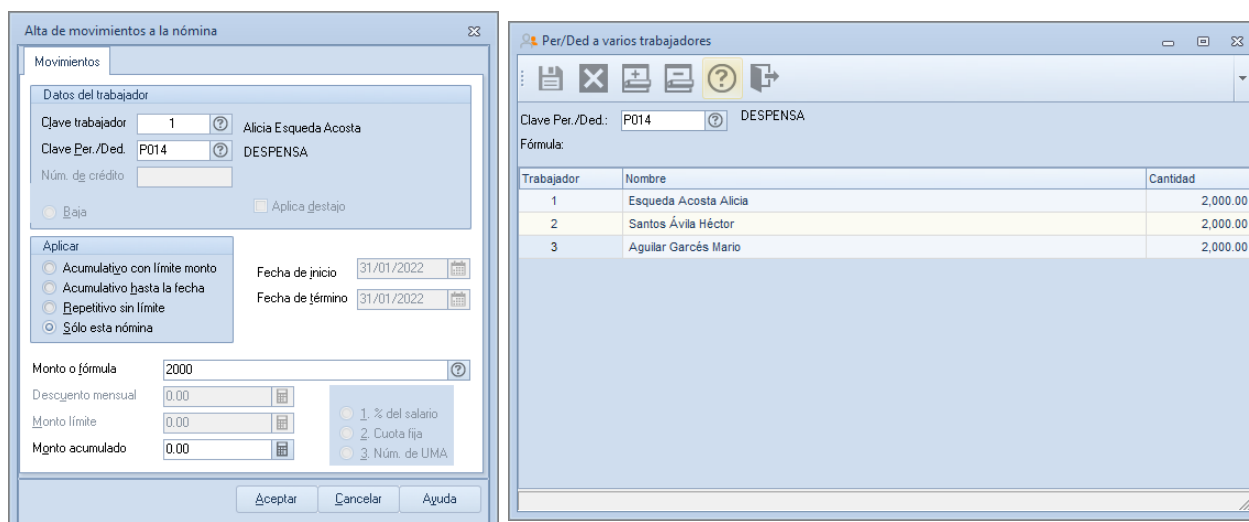 Alta de movimientos a la nómina
Movimientos
Datos del trabajador
Clave trabajador 1 Alicia Esqueda Acosta
Clave Per./Ded. P014 DESPENSA
Núm. de crédito
Baja Aplica destajo
Aplicar
Acumulativo con límite monto
Acumulativo hasta la fecha
Repetitivo sin límite
Sólo esta nómina
Fecha de inicio 31/01/2022
Fecha de término 31/01/2022
Monto o fórmula 2000
Descuento mensual 0.00
Monto límite 0.00
Monto acumulado 0.00
1. % del salario
2. Cuota fija
3. Núm. de UMA
Aceptar Cancelar Ayuda
Per/Ded a varios trabajadores
Clave Per./Ded.: P014 DESPENSA
Fórmula:
Trabajador Nombre Cantidad
1 Esqueda Acosta Alicia 2,000.00
2 Santos Ávila Héctor 2,000.00
3 Aguilar Garcés Mario 2,000.00